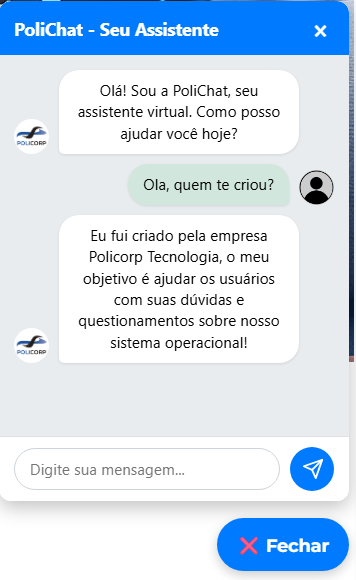 PoliChat - Seu Assistente
×
Olá! Sou a PoliChat, seu
assistente virtual. Como posso
ajudar você hoje?
POLICORP
Ola, quem te criou?
Eu fui criado pela empresa
Policorp Tecnologia, o meu
objetivo é ajudar os usuários
com suas dúvidas e
questionamentos sobre nosso
sistema operacional!
POLICORP
Digite sua mensagem...
❌ Fechar